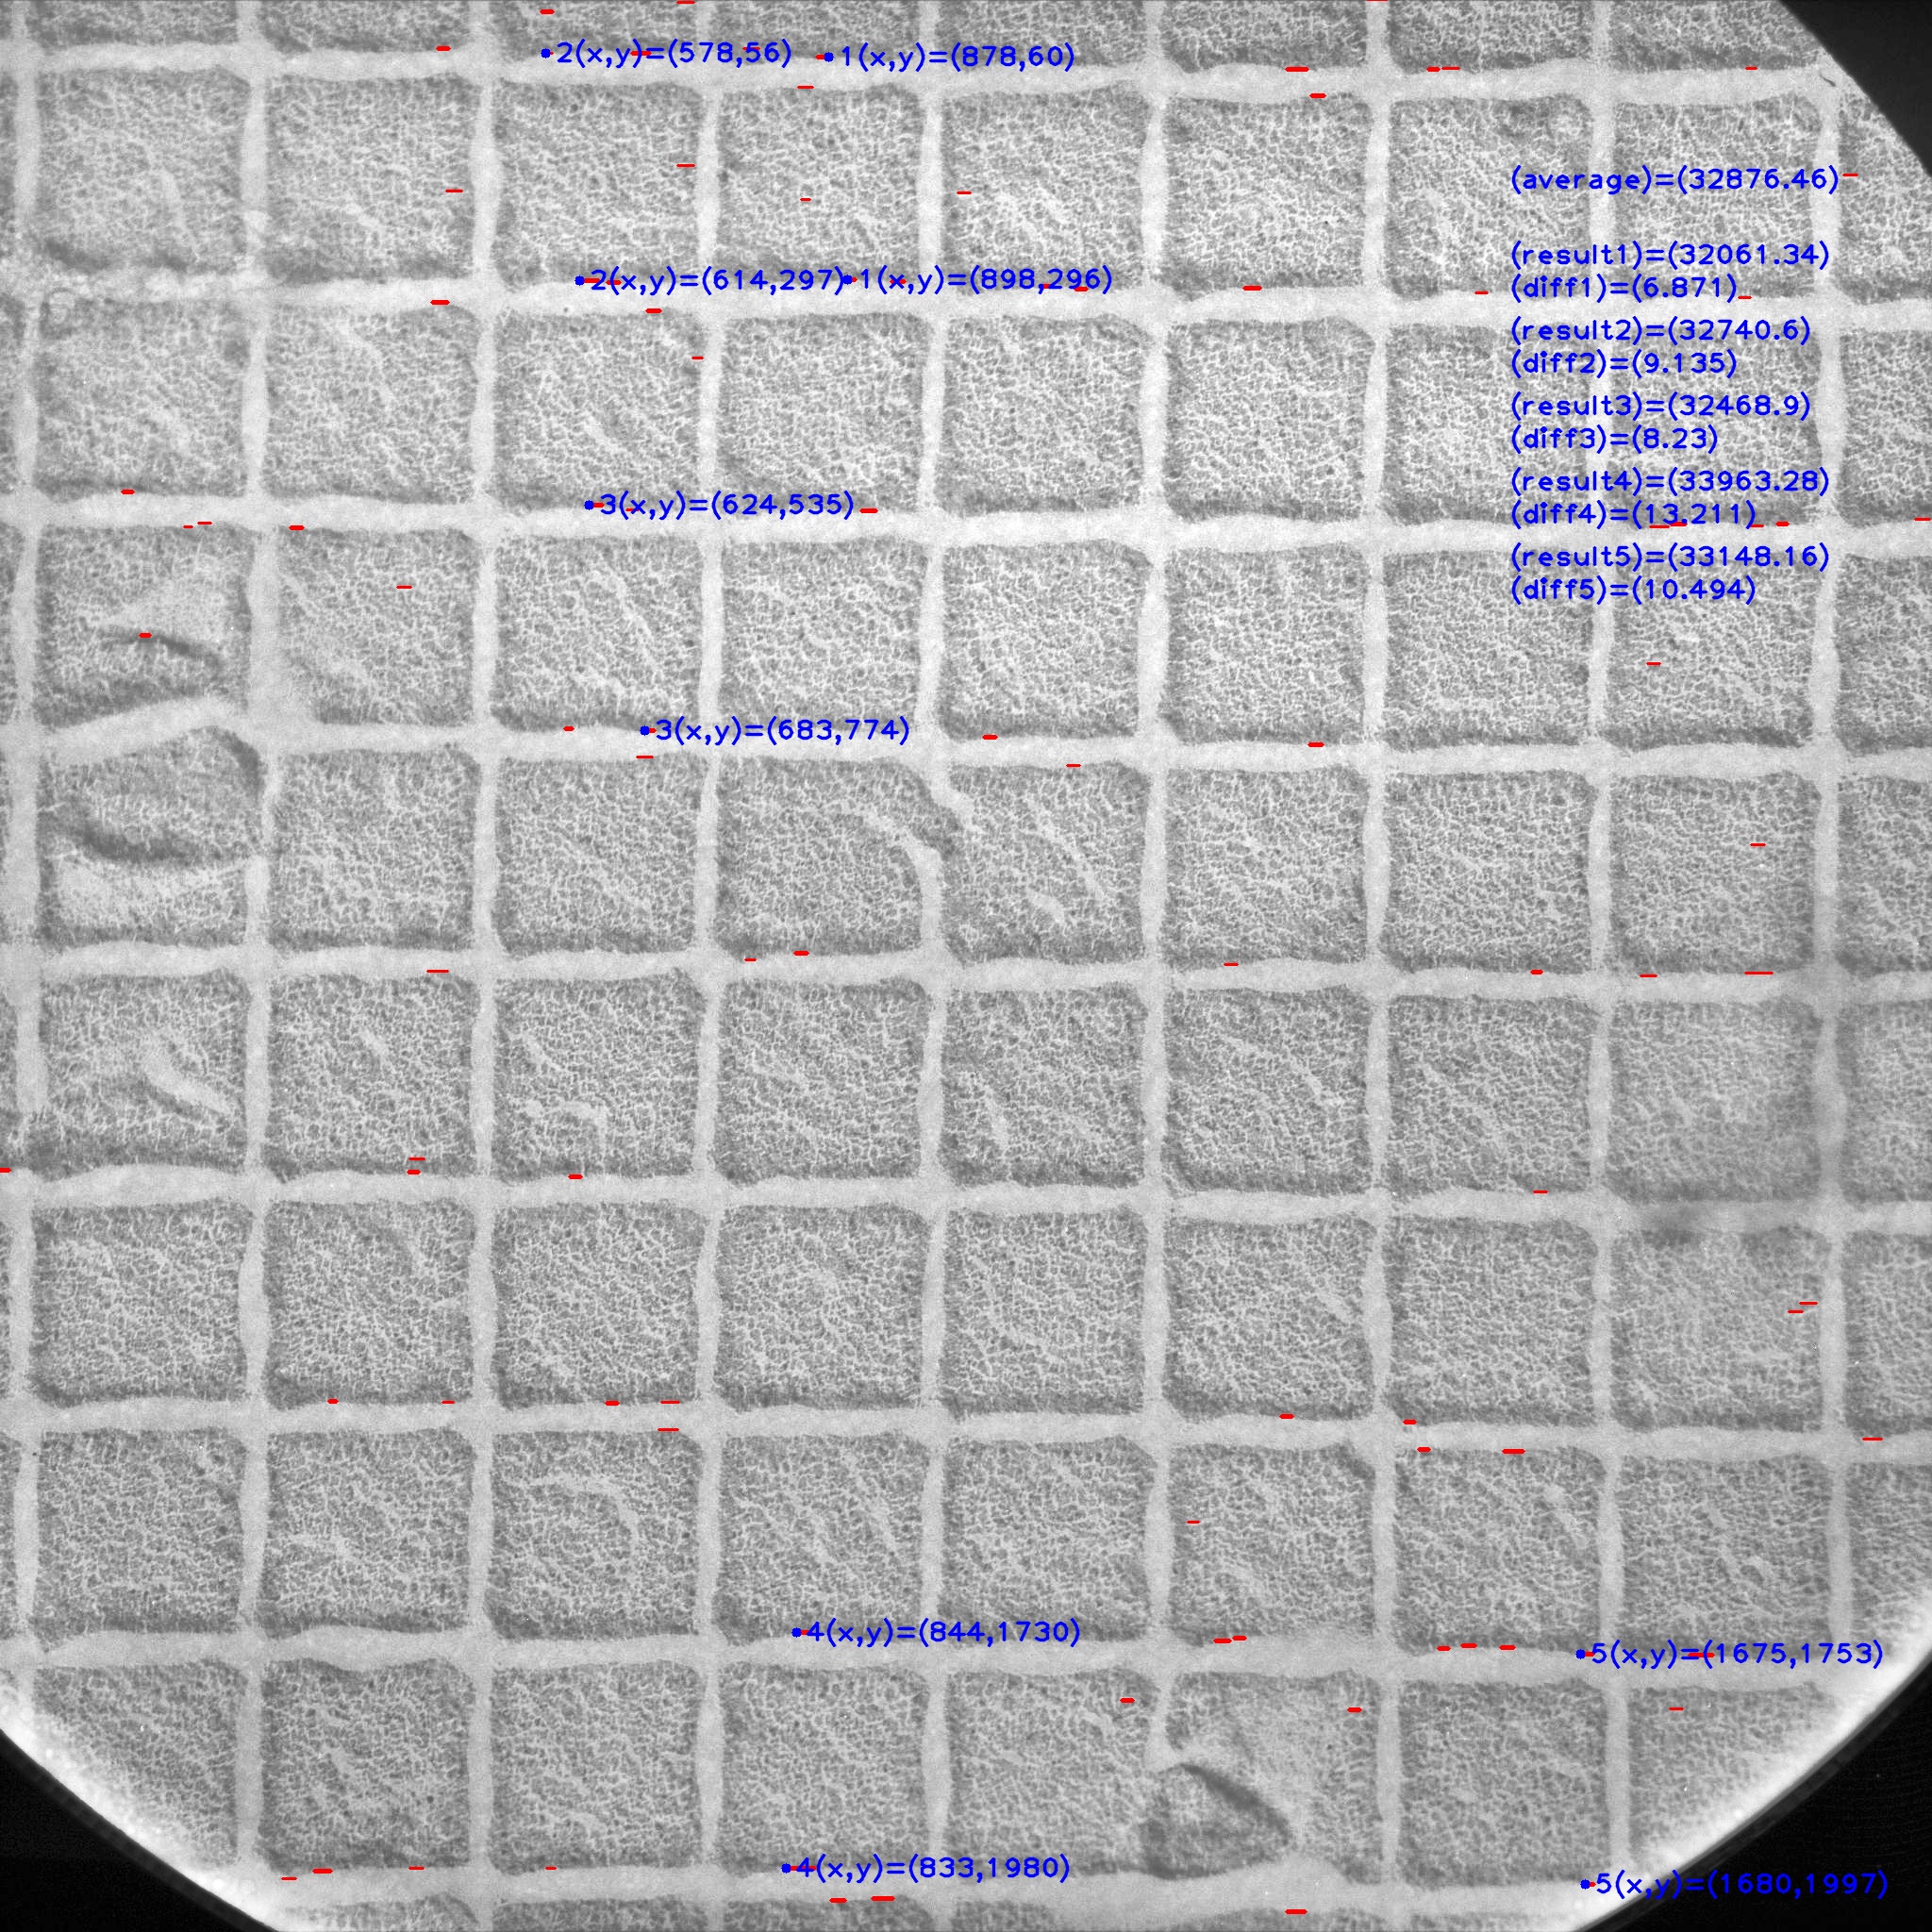 2(x,y)=(578,56)
1(x,y)=(878,60)
(average)=(32876.46)
(result1)=(32061.34)
2(x,y)=(614,297)
1(x,y)=(898,296)
(diff1)=(6.871)
(result2)=(32740.6)
(diff2)=(9.135)
(result3)=(32468.9)
(diff3)=(8.23)
(result4)=(33963.28)
3(x,y)=(624,535)
(diff4)=(13.211)
(result5)=(33148.16)
(diff5)=(10.494)
3(x,y)=(683,774)
4(x,y)=(844,1730)
5(x,y)=(1675,1753)
4(x,y)=(833,1980)
5(x,y)=(1680,1997)